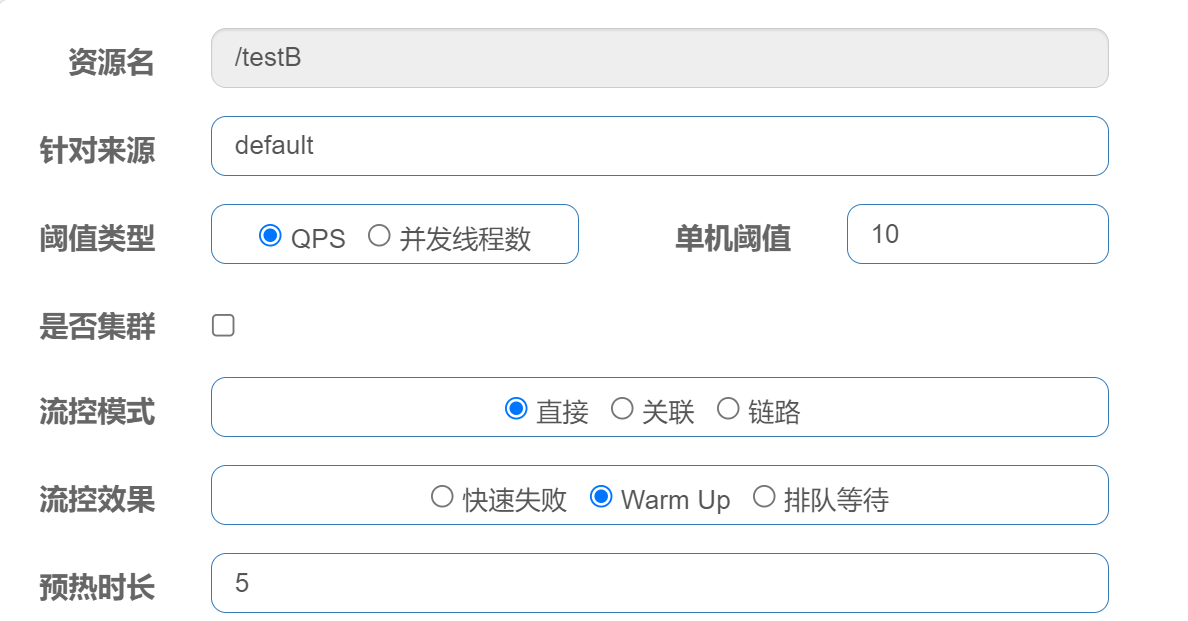 资源名 /testB
针对来源 default
阈值类型 QPS 并发线程数 单机阈值 10
是否集群
流控模式 直接 关联 链路
流控效果 快速失败 Warm Up 排队等待
预热时长 5